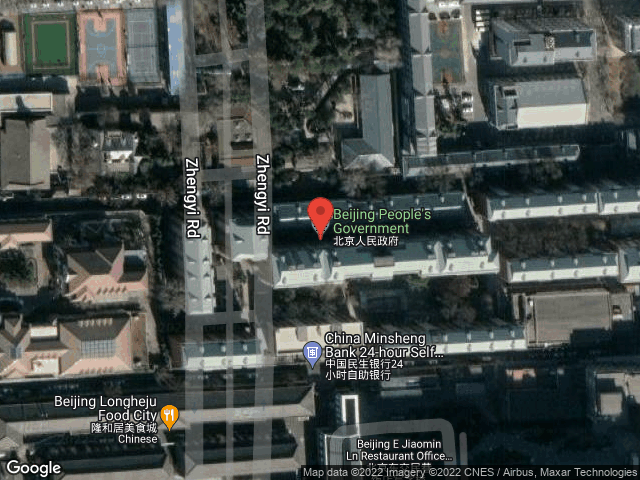 Zhengyi Rd
Zhengyi Rd
Beijing People's
Government
北京人民政府
China Minsheng
Bank 24-hour Self...
中国民生银行24
小时自助银行
Beijing Longheju
Food City
隆和居美食城
Chinese
Beijing E Jiaomin
Ln Restaurant Office...
Google
Map data ©2022 Imagery ©2022 CNES / Airbus, Maxar Technologies